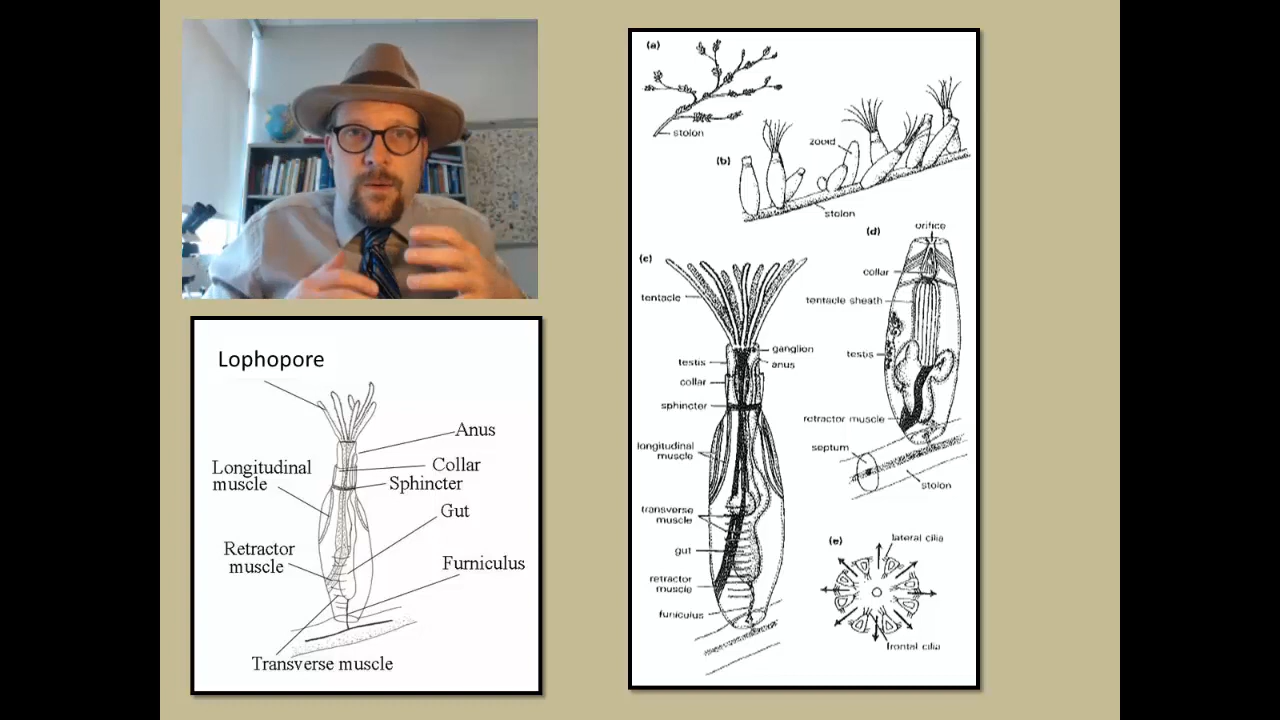 Lophopore
Anus
Longitudinal
muscle
Collar
Sphincter
Gut
Retractor
muscle
Furniculus
Transverse muscle
(a)
stolon
(b)
zooid
stolon
(c)
tentacle
testis
ganglion
anus
collar
sphincter
longitudinal
muscle
transverse
muscle
gut
retractor
muscle
funiculus
(d)
orifice
collar
tentacle sheath
testis
retractor muscle
septum
stolon
(e)
lateral cilia
frontal cilia